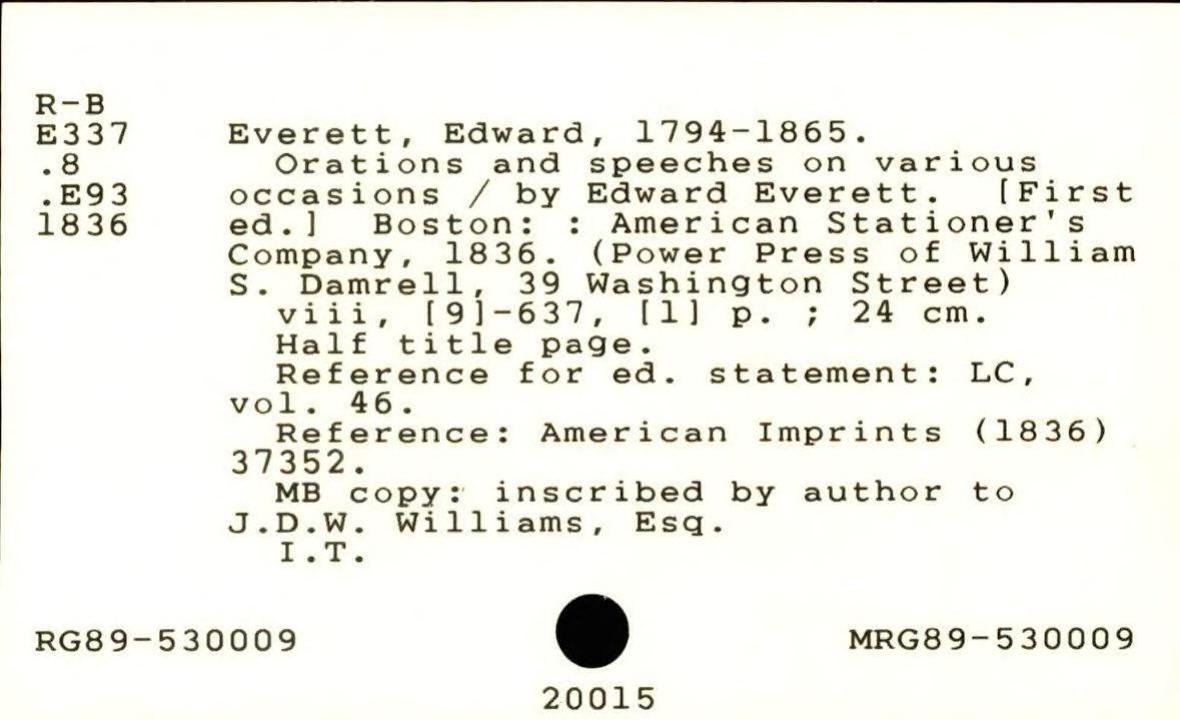 R-B
E337 Everett, Edward, 1794-1865.
.8 Orations and speeches on various
.E93 occasions / by Edward Everett. [First
1836 ed.] Boston: : American Stationer's
Company, 1836. (Power Press of William
S. Damrell, 39 Washington Street)
viii, [9]-637, [1] p. ; 24 cm.
Half title page.
Reference for ed. statement: LC,
vol. 46.
Reference: American Imprints (1836)
37352.
MB copy: inscribed by author to
J.D.W. Williams, Esq.
I.T.
RG89-530009 MRG89-530009
20015